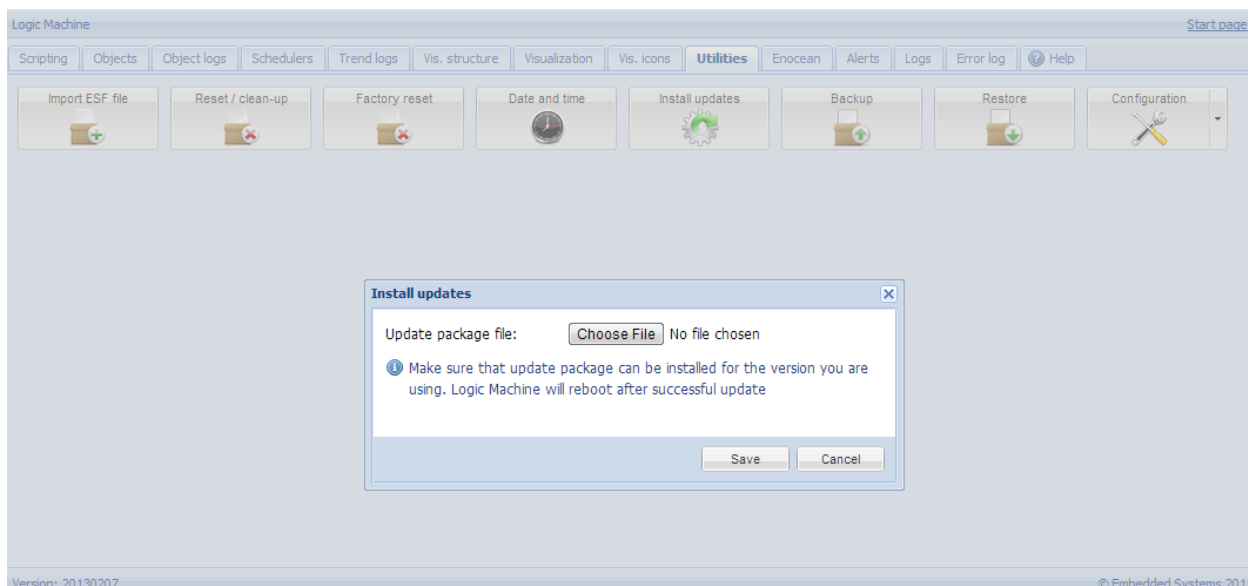 Logic Machine Start page
Scripting Objects Object logs Schedulers Trend logs Vis. structure Visualization Vis. icons Utilities Enocean Alerts Logs Error log Help
Import ESF file Reset / clean-up Factory reset Date and time Install updates Backup Restore Configuration
Install updates
Update package file: Choose File No file chosen
Make sure that update package can be installed for the version you are
using. Logic Machine will reboot after successful update
Save Cancel
Version: 20130207 © Embedded Systems